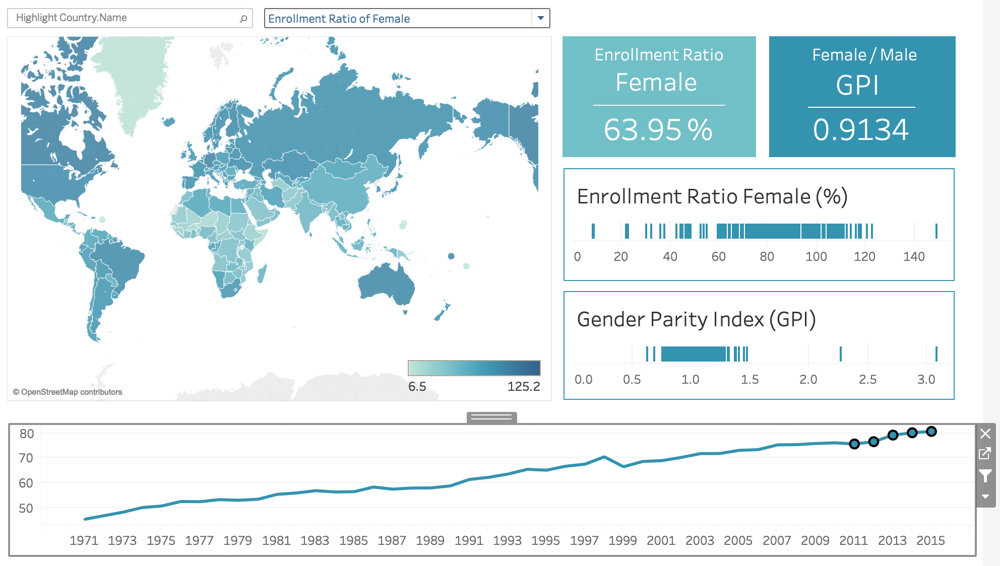 Highlight Country.Name
Enrollment Ratio of Female
Enrollment Ratio
Female
63.95 %
Female / Male
GPI
0.9134
Enrollment Ratio Female (%)
0 20 40 60 80 100 120 140
Gender Parity Index (GPI)
0.0 0.5 1.0 1.5 2.0 2.5 3.0
6.5 125.2
© OpenStreetMap contributors
80
70
60
50
1971 1973 1975 1977 1979 1981 1983 1985 1987 1989 1991 1993 1995 1997 1999 2001 2003 2005 2007 2009 2011 2013 2015